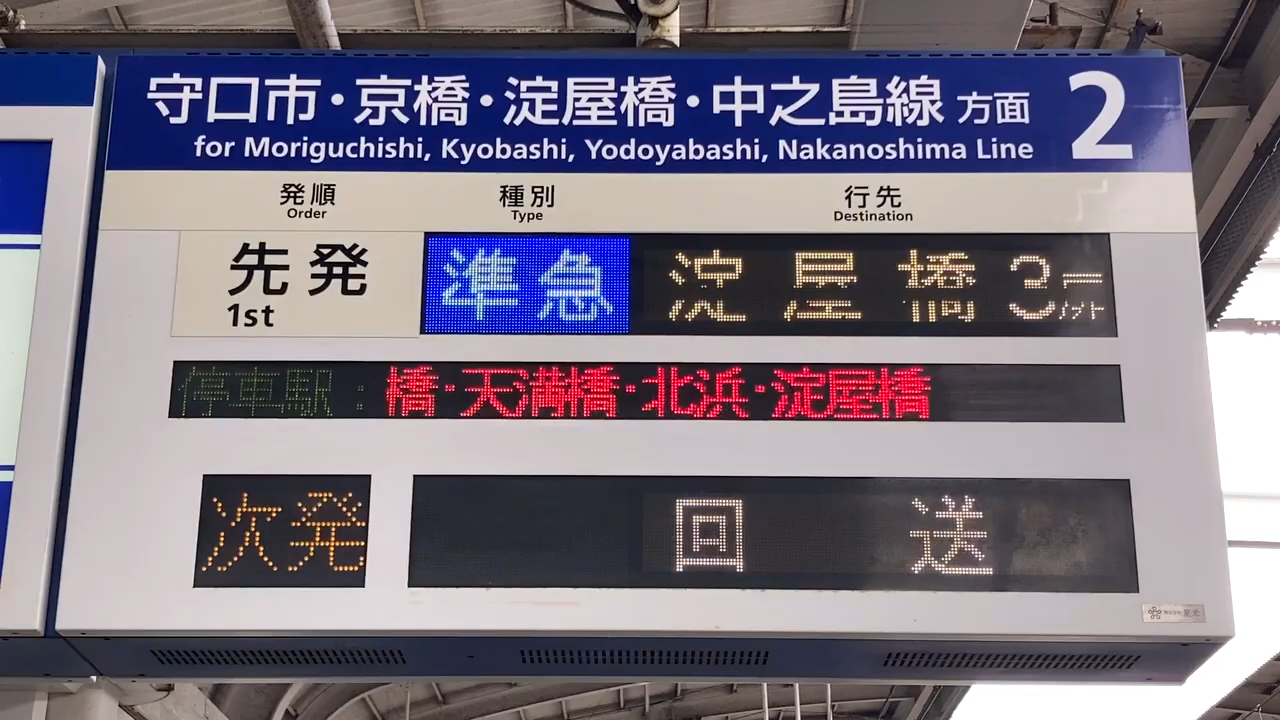 守口市・京橋・淀屋橋・中之島線 方面 2
for Moriguchishi, Kyobashi, Yodoyabashi, Nakanoshima Line
発順 種別 行先
Order Type Destination
先発 準急 淀屋橋 3
1st
停車駅：橋・天満橋・北浜・淀屋橋
次発 回送